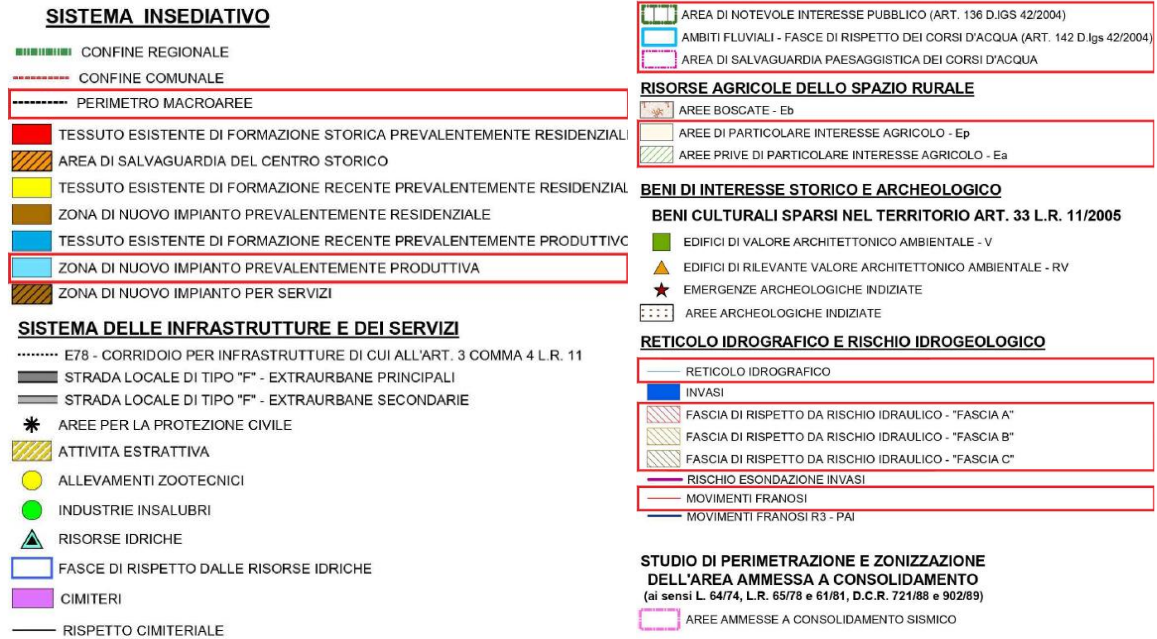 SISTEMA INSEDIATIVO
CONFINE REGIONALE
CONFINE COMUNALE
PERIMETRO MACROAREE
TESSUTO ESISTENTE DI FORMAZIONE STORICA PREVALENTEMENTE RESIDENZIAL
AREA DI SALVAGUARDIA DEL CENTRO STORICO
TESSUTO ESISTENTE DI FORMAZIONE RECENTE PREVALENTEMENTE RESIDENZIAL
ZONA DI NUOVO IMPIANTO PREVALENTEMENTE RESIDENZIALE
TESSUTO ESISTENTE DI FORMAZIONE RECENTE PREVALENTEMENTE PRODUTTIVO
ZONA DI NUOVO IMPIANTO PREVALENTEMENTE PRODUTTIVA
ZONA DI NUOVO IMPIANTO PER SERVIZI
SISTEMA DELLE INFRASTRUTTURE E DEI SERVIZI
E78 - CORRIDOIO PER INFRASTRUTTURE DI CUI ALL'ART. 3 COMMA 4 L.R. 11
STRADA LOCALE DI TIPO "F" - EXTRAURBANE PRINCIPALI
STRADA LOCALE DI TIPO "F" - EXTRAURBANE SECONDARIE
AREE PER LA PROTEZIONE CIVILE
ATTIVITA ESTRATTIVA
ALLEVAMENTI ZOOTECNICI
INDUSTRIE INSALUBRI
RISORSE IDRICHE
FASCE DI RISPETTO DALLE RISORSE IDRICHE
CIMITERI
RISPETTO CIMITERIALE
AREA DI NOTEVOLE INTERESSE PUBBLICO (ART. 136 D.lGS 42/2004)
AMBITI FLUVIALI - FASCE DI RISPETTO DEI CORSI D'ACQUA (ART. 142 D.lgs 42/2004)
AREA DI SALVAGUARDIA PAESAGGISTICA DEI CORSI D'ACQUA
RISORSE AGRICOLE DELLO SPAZIO RURALE
AREE BOSCATE - Eb
AREE DI PARTICOLARE INTERESSE AGRICOLO - Ep
AREE PRIVE DI PARTICOLARE INTERESSE AGRICOLO - Ea
BENI DI INTERESSE STORICO E ARCHEOLOGICO
BENI CULTURALI SPARSI NEL TERRITORIO ART. 33 L.R. 11/2005
EDIFICI DI VALORE ARCHITETTONICO AMBIENTALE - V
EDIFICI DI RILEVANTE VALORE ARCHITETTONICO AMBIENTALE - RV
EMERGENZE ARCHEOLOGICHE INDIZIATE
AREE ARCHEOLOGICHE INDIZIATE
RETICOLO IDROGRAFICO E RISCHIO IDROGEOLOGICO
RETICOLO IDROGRAFICO
INVASI
FASCIA DI RISPETTO DA RISCHIO IDRAULICO - "FASCIA A"
FASCIA DI RISPETTO DA RISCHIO IDRAULICO - "FASCIA B"
FASCIA DI RISPETTO DA RISCHIO IDRAULICO - "FASCIA C"
RISCHIO ESONDAZIONE INVASI
MOVIMENTI FRANOSI
MOVIMENTI FRANOSI R3 - PAI
STUDIO DI PERIMETRAZIONE E ZONIZZAZIONE
DELL'AREA AMMESSA A CONSOLIDAMENTO
(ai sensi L. 64/74, L.R. 65/78 e 61/81, D.C.R. 721/88 e 902/89)
AREE AMMESSE A CONSOLIDAMENTO SISMICO